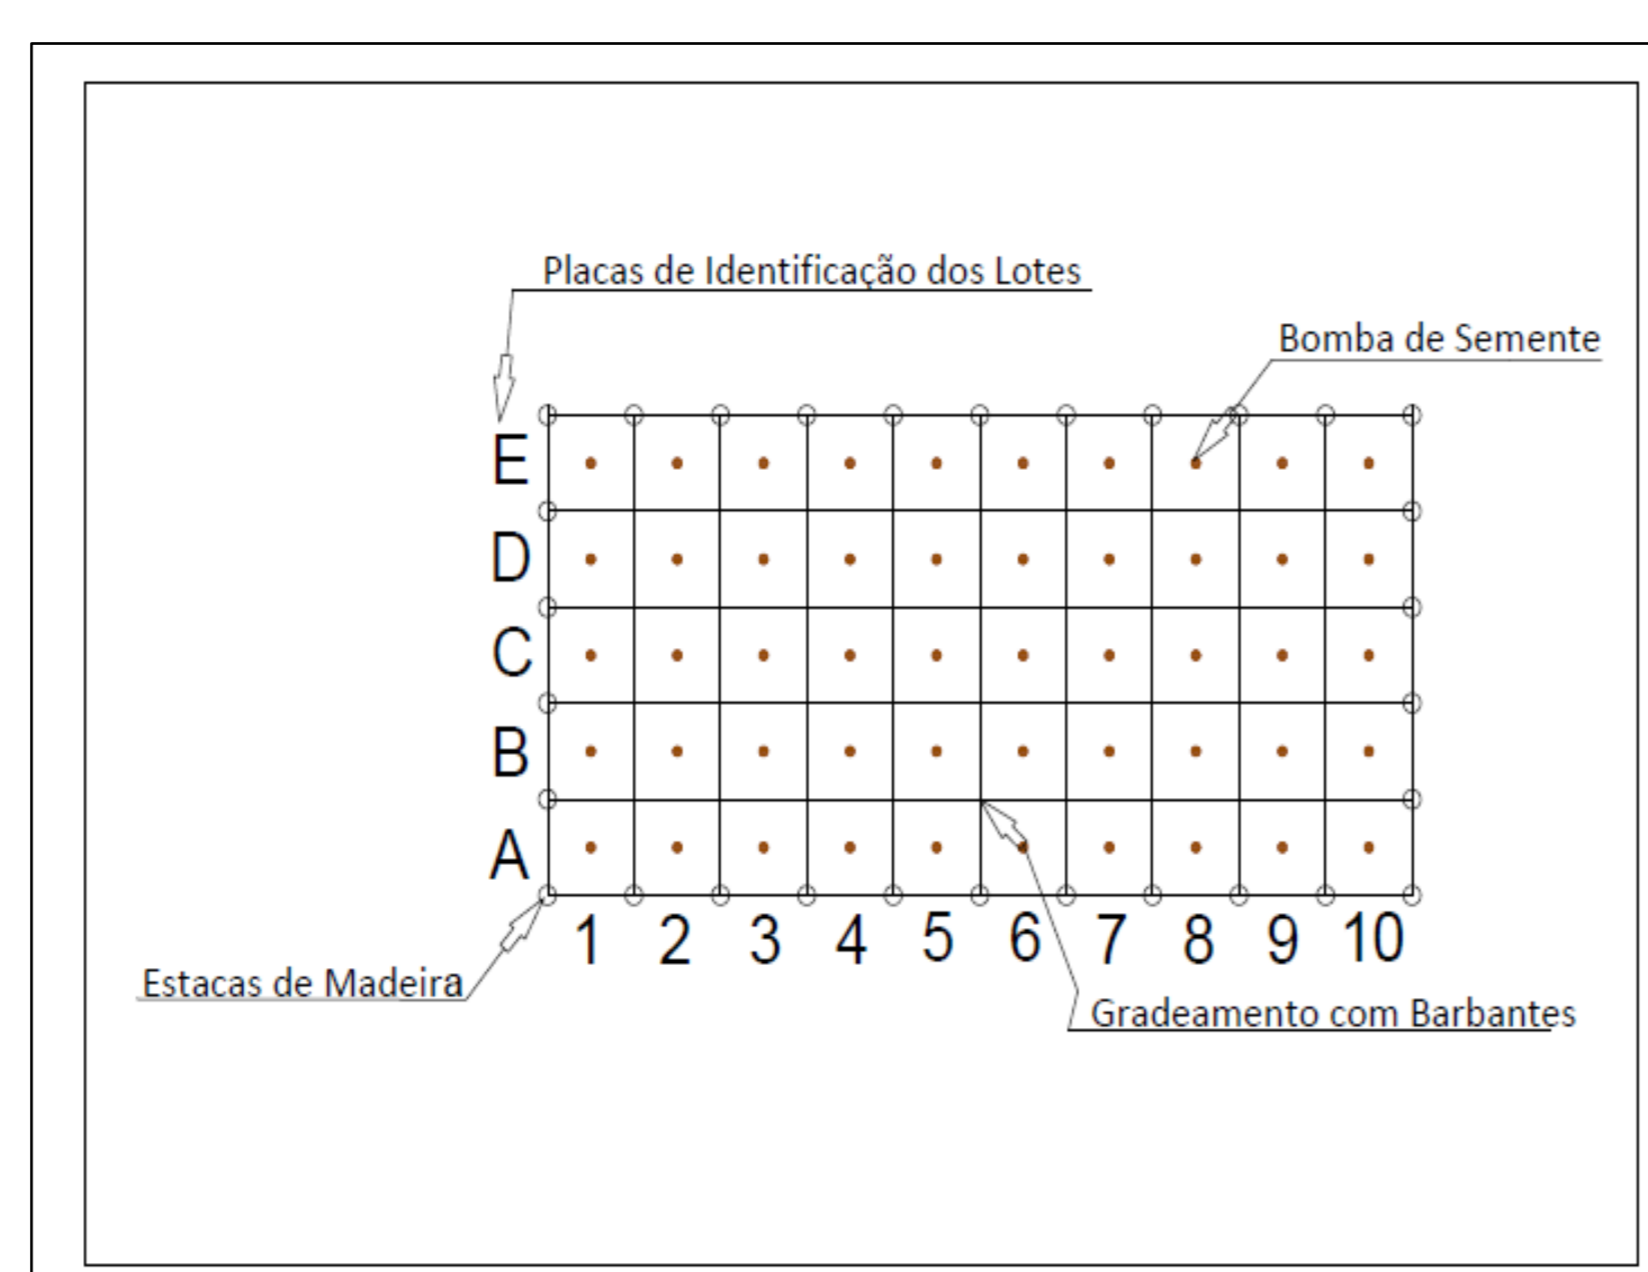 Placas de Identificação dos Lotes
Bomba de Semente
E
D
C
B
A
1 2 3 4 5 6 7 8 9 10
Estacas de Madeira
Gradeamento com Barbantes